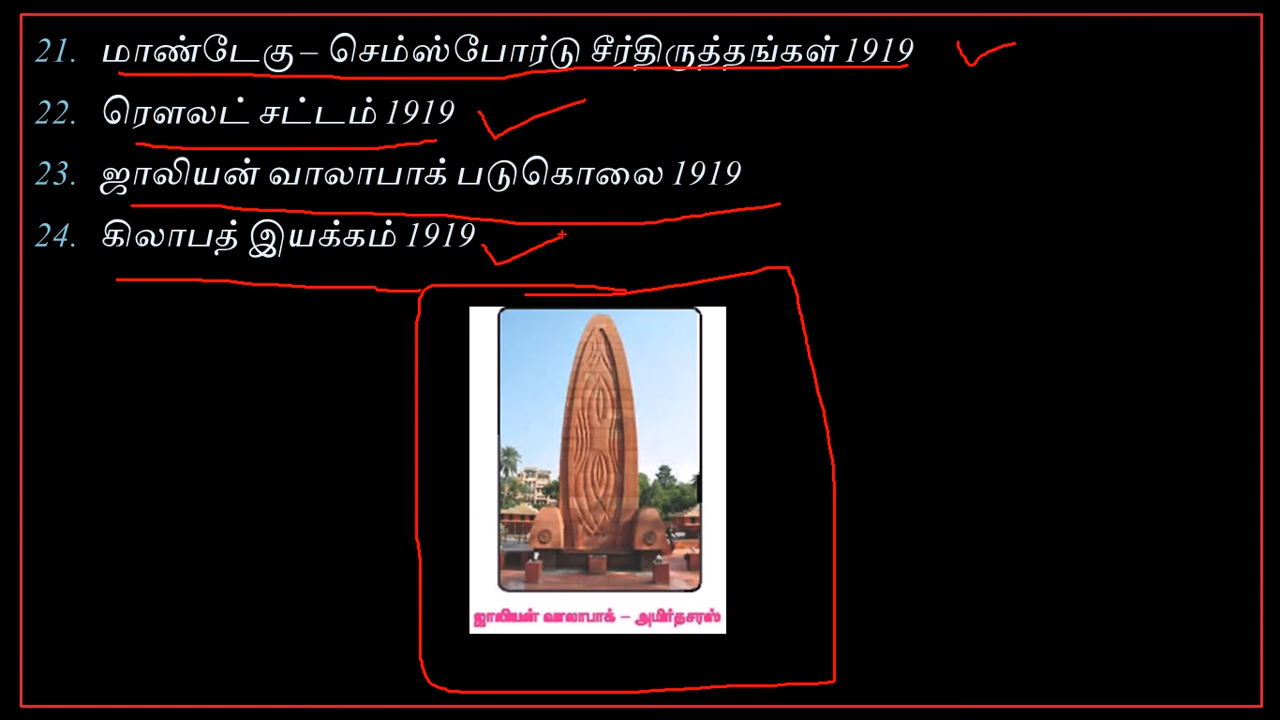 21. மாண்டேகு – செம்ஸ்போர்டு சீர்திருத்தங்கள் 1919
22. ரௌலட் சட்டம் 1919
23. ஜாலியன் வாலாபாக் படுகொலை 1919
24. கிலாபத் இயக்கம் 1919
ஜாலியன் வாலாபாக் – அமிர்தசரஸ்